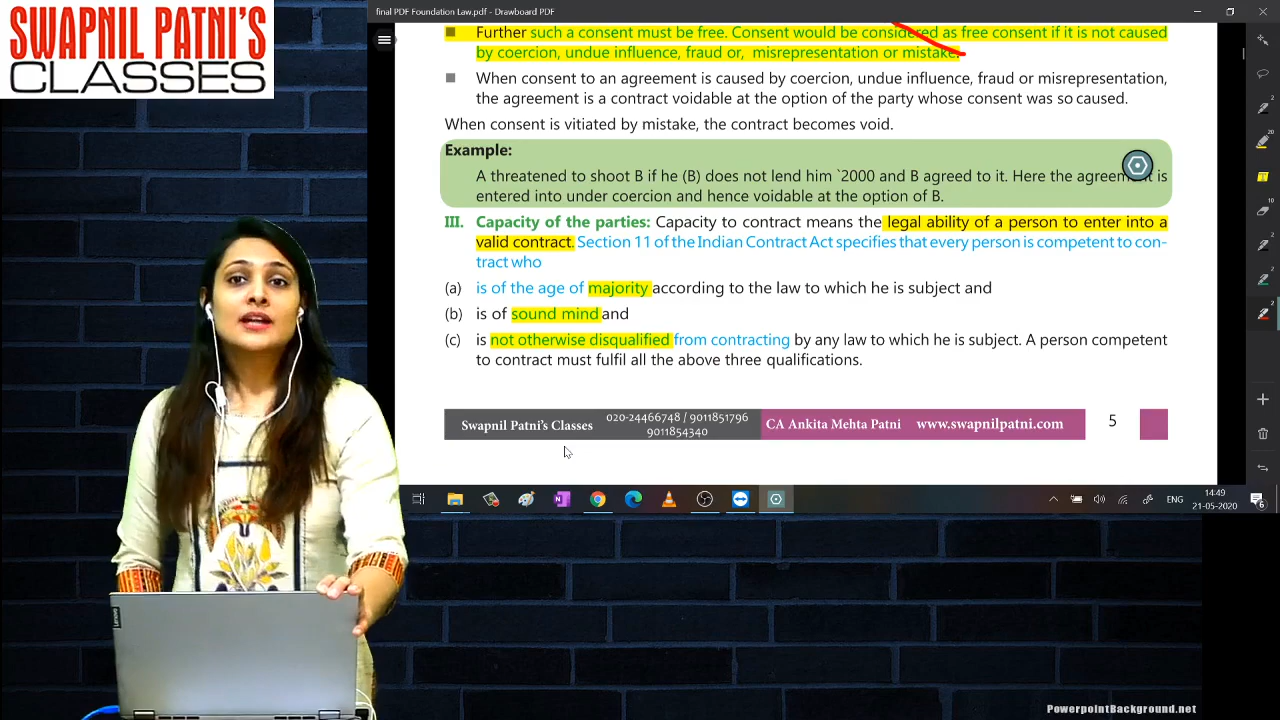 SWAPNIL PATNI'S
CLASSES
final PDF Foundation Law.pdf - Drawboard PDF
■ Further such a consent must be free. Consent would be considered as free consent if it is not caused
by coercion, undue influence, fraud or, misrepresentation or mistake.
■ When consent to an agreement is caused by coercion, undue influence, fraud or misrepresentation,
the agreement is a contract voidable at the option of the party whose consent was so caused.
When consent is vitiated by mistake, the contract becomes void.
Example:
A threatened to shoot B if he (B) does not lend him `2000 and B agreed to it. Here the agreement is
entered into under coercion and hence voidable at the option of B.
III. Capacity of the parties: Capacity to contract means the legal ability of a person to enter into a
valid contract. Section 11 of the Indian Contract Act specifies that every person is competent to con-
tract who
(a) is of the age of majority according to the law to which he is subject and
(b) is of sound mind and
(c) is not otherwise disqualified from contracting by any law to which he is subject. A person competent
to contract must fulfil all the above three qualifications.
Swapnil Patni's Classes 020-24466748 / 9011851796 CA Ankita Mehta Patni www.swapnilpatni.com 5
9011854340
ENG 14:49
21-05-2020
Lenovo
PowerpointBackground.net